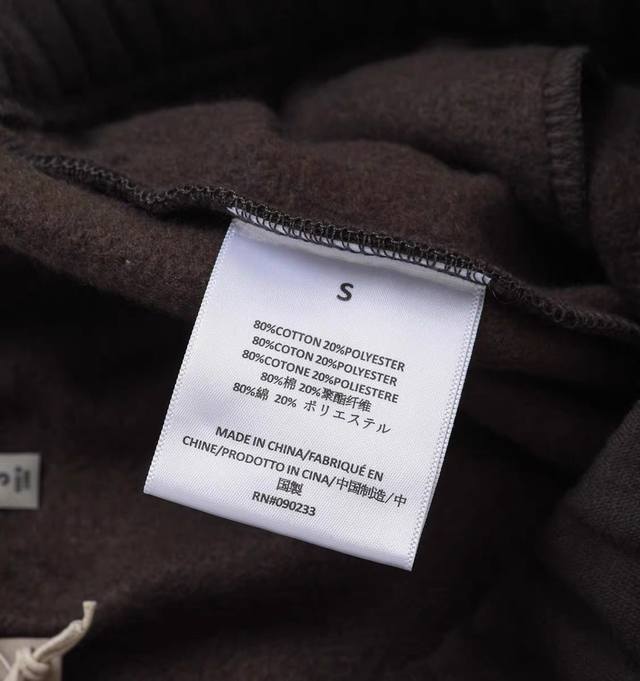 S
80%COTTON 20%POLYESTER
80%COTON 20%POLYESTER
80%COTONE 20%POLIESTERE
80%棉 20%聚酯纤维
80%綿 20% ポリエステル
MADE IN CHINA/FABRIQUÉ EN
CHINE/PRODOTTO IN CINA/中国制造/中
国製
RN#090233